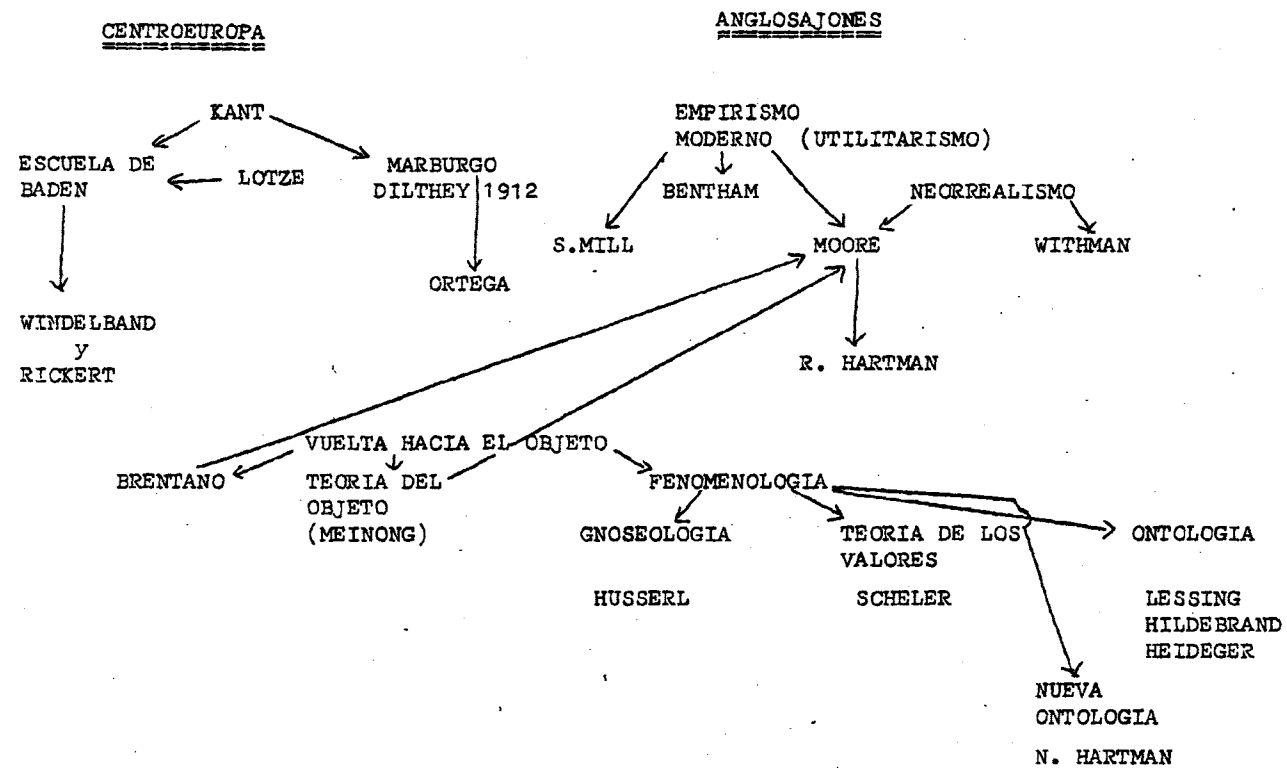 CENTROEUROPA
ANGLOSAJONES
KANT
ESCUELA DE
BADEN
LOTZE
MARBURGO
DILTHEY 1912
ORTEGA
WINDELBAND
y
RICKERT
EMPIRISMO
MODERNO (UTILITARISMO)
BENTHAM
NEORREALISMO
S.MILL
MOORE
WITHMAN
R. HARTMAN
VUELTA HACIA EL OBJETO
BRENTANO
TEORIA DEL
OBJETO
(MEINONG)
FENOMENOLOGIA
GNOSEOLOGIA
HUSSERL
TEORIA DE LOS
VALORES
SCHELER
ONTOLOGIA
LESSING
HILDEBRAND
HEIDEGER
NUEVA
ONTOLOGIA
N. HARTMAN